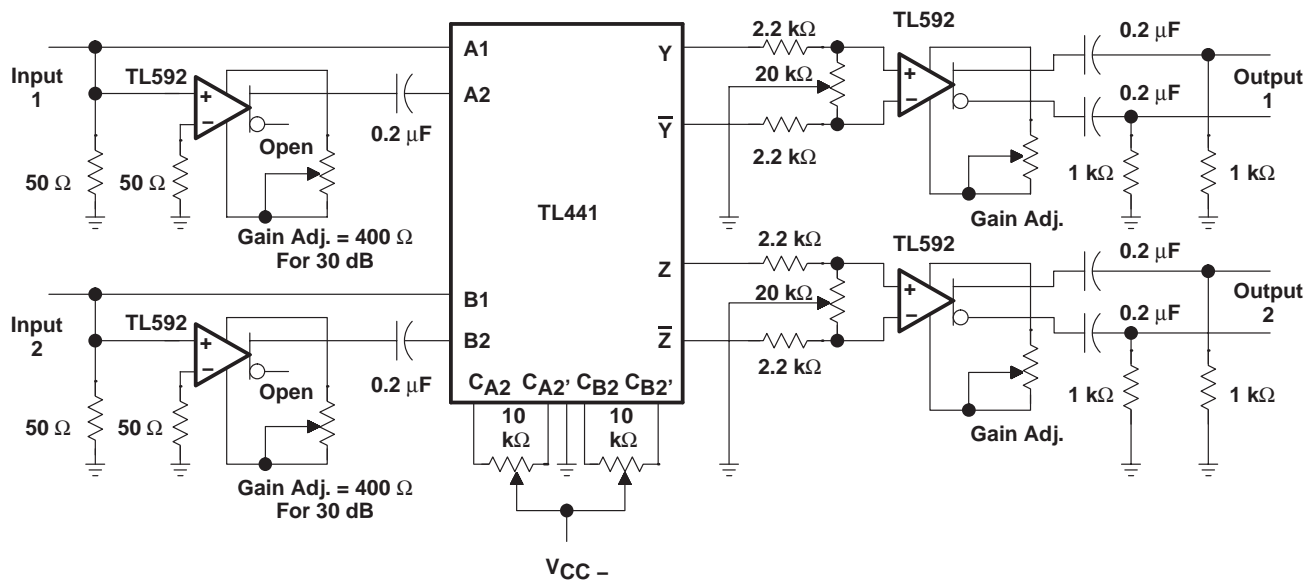 Input
1
TL592
+
−
Open
50 Ω
50 Ω
0.2 μF
Gain Adj. = 400 Ω
For 30 dB
Input
2
TL592
+
−
Open
50 Ω
50 Ω
0.2 μF
Gain Adj. = 400 Ω
For 30 dB
A1
A2
B1
B2
TL441
Y
Y̅
Z
Z̅
CA2
CA2'
CB2
CB2'
10
kΩ
10
kΩ
VCC –
2.2 kΩ
20 kΩ
2.2 kΩ
TL592
+
−
0.2 μF
0.2 μF
Output
1
1 kΩ
1 kΩ
Gain Adj.
2.2 kΩ
20 kΩ
2.2 kΩ
TL592
+
−
0.2 μF
0.2 μF
Output
2
1 kΩ
1 kΩ
Gain Adj.